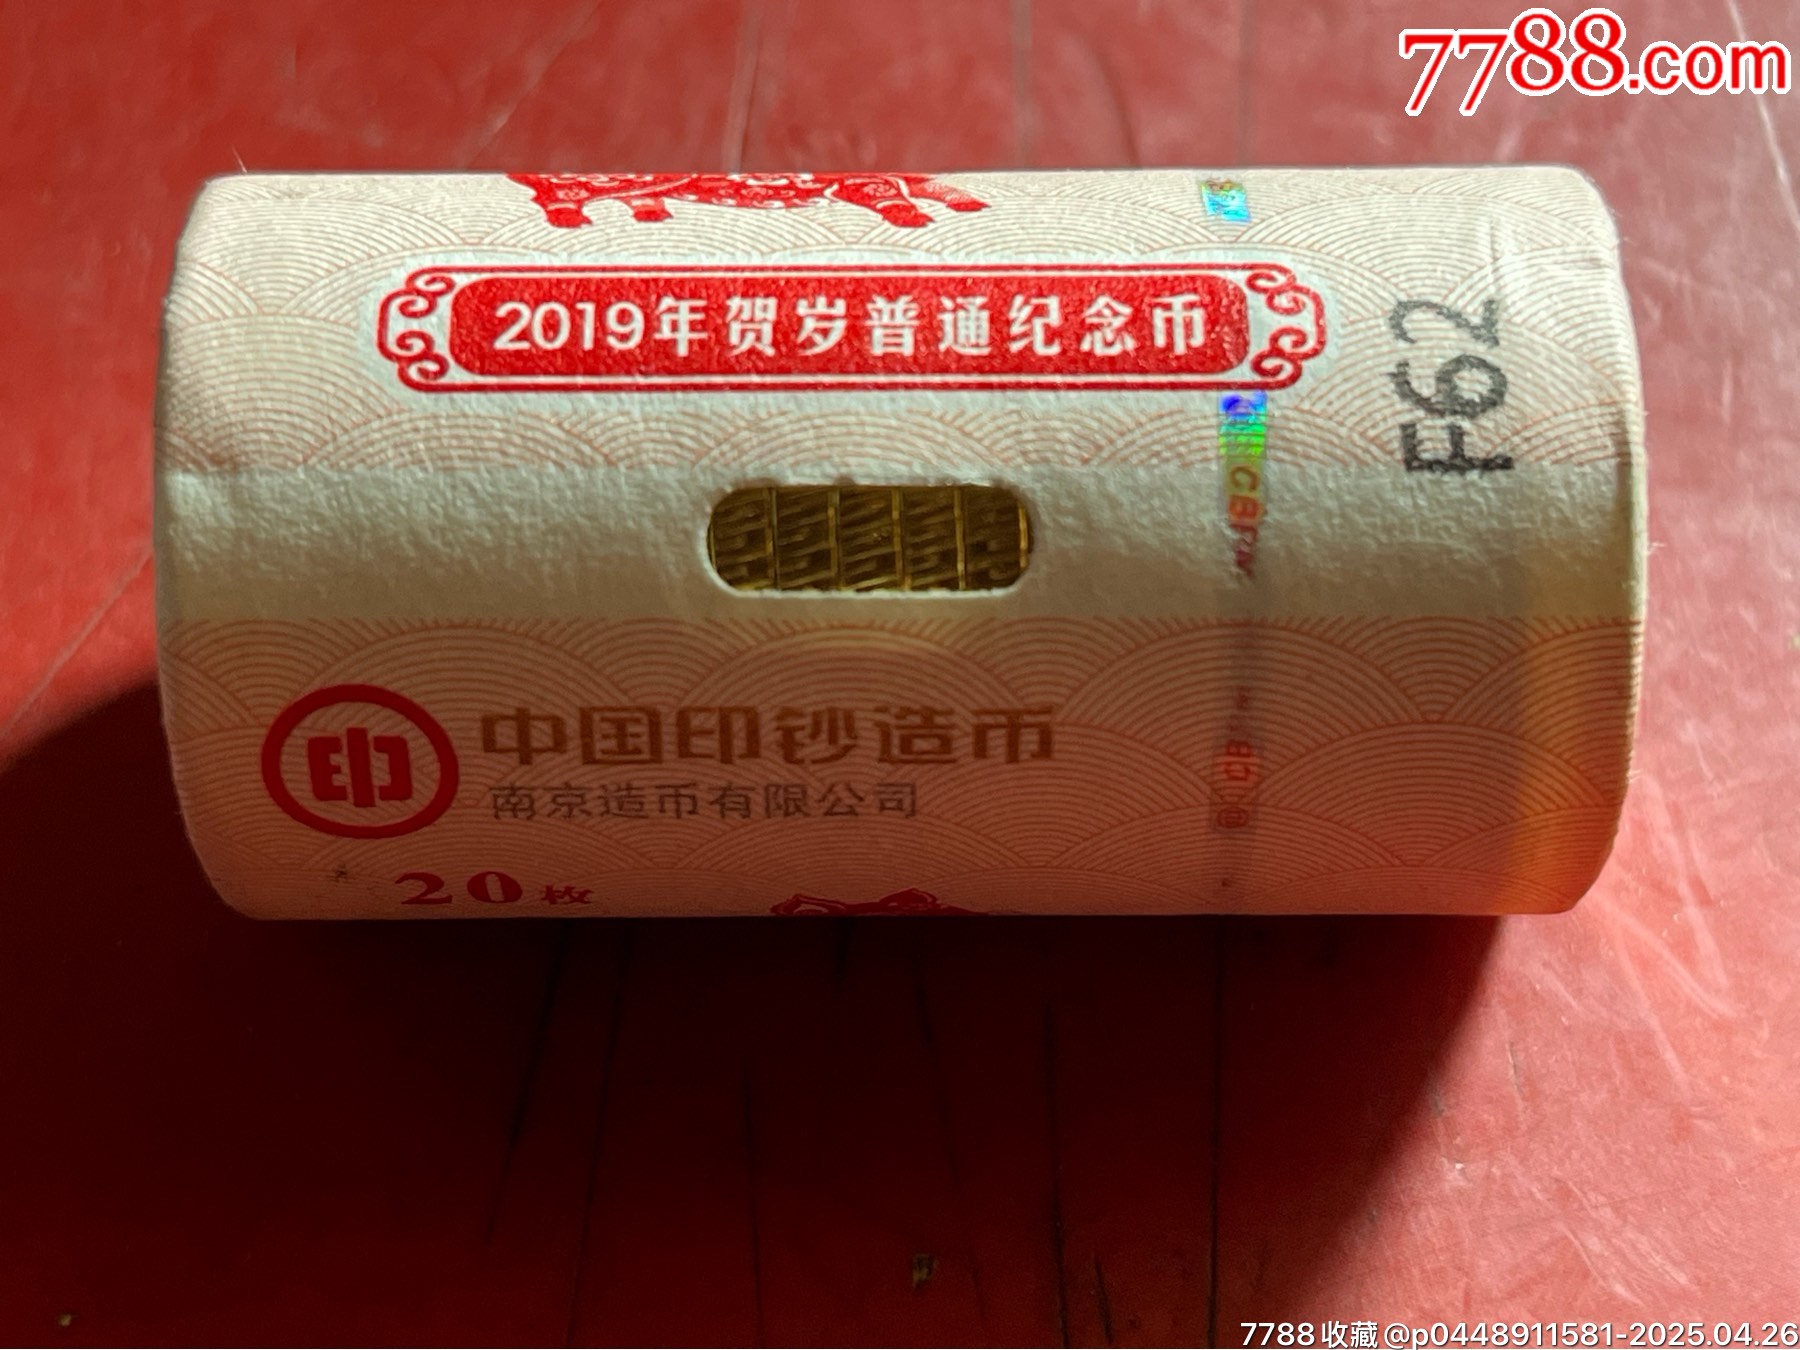 7788.com
2019年贺岁普通纪念币
F62
印
中国印钞造币
南京造币有限公司
20枚
7788收藏@p0448911581-2025.04.26